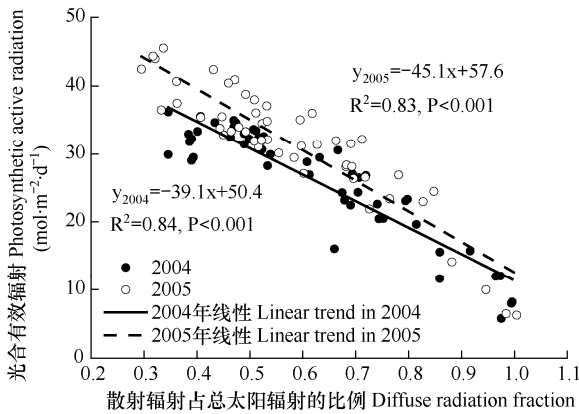 光合有效辐射 Photosynthetic active radiation
(mol·m⁻²·d⁻¹)
50
40
30
20
10
0
y₂₀₀₅=−45.1x+57.6
R²=0.83, P<0.001
y₂₀₀₄=−39.1x+50.4
R²=0.84, P<0.001
2004
2005
2004年线性 Linear trend in 2004
2005年线性 Linear trend in 2005
0.2 0.3 0.4 0.5 0.6 0.7 0.8 0.9 1.0 1.1
散射辐射占总太阳辐射的比例 Diffuse radiation fraction